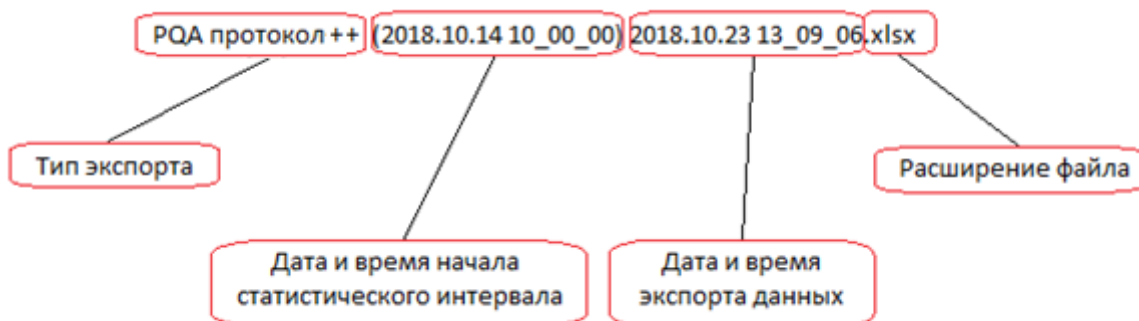 PQA протокол ++ (2018.10.14 10_00_00) 2018.10.23 13_09_06.xlsx
Тип экспорта
Расширение файла
Дата и время начала
статистического интервала
Дата и время
экспорта данных